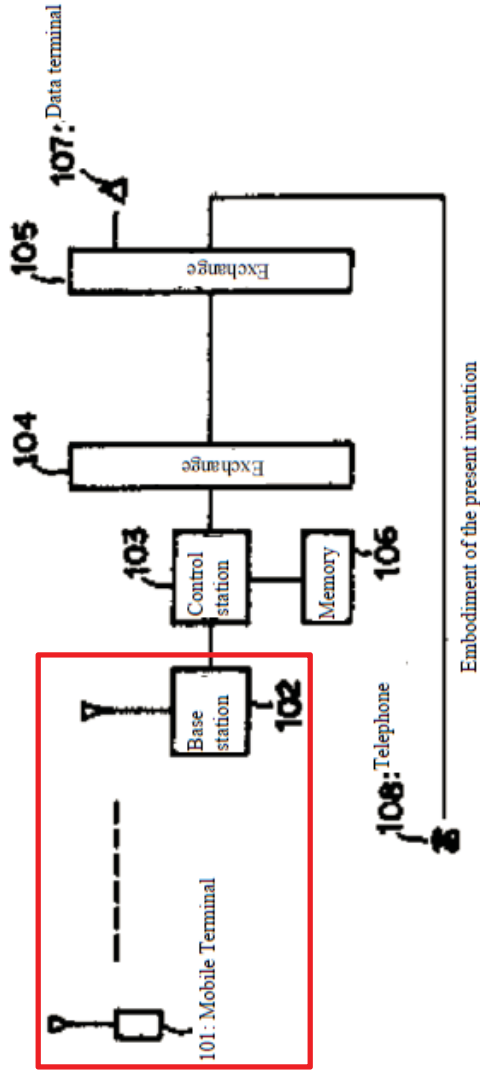 101: Mobile Terminal
Base
station
102
Control
station
103
Memory
106
Exchange
104
Exchange
105
107: Data terminal
108: Telephone
Embodiment of the present invention